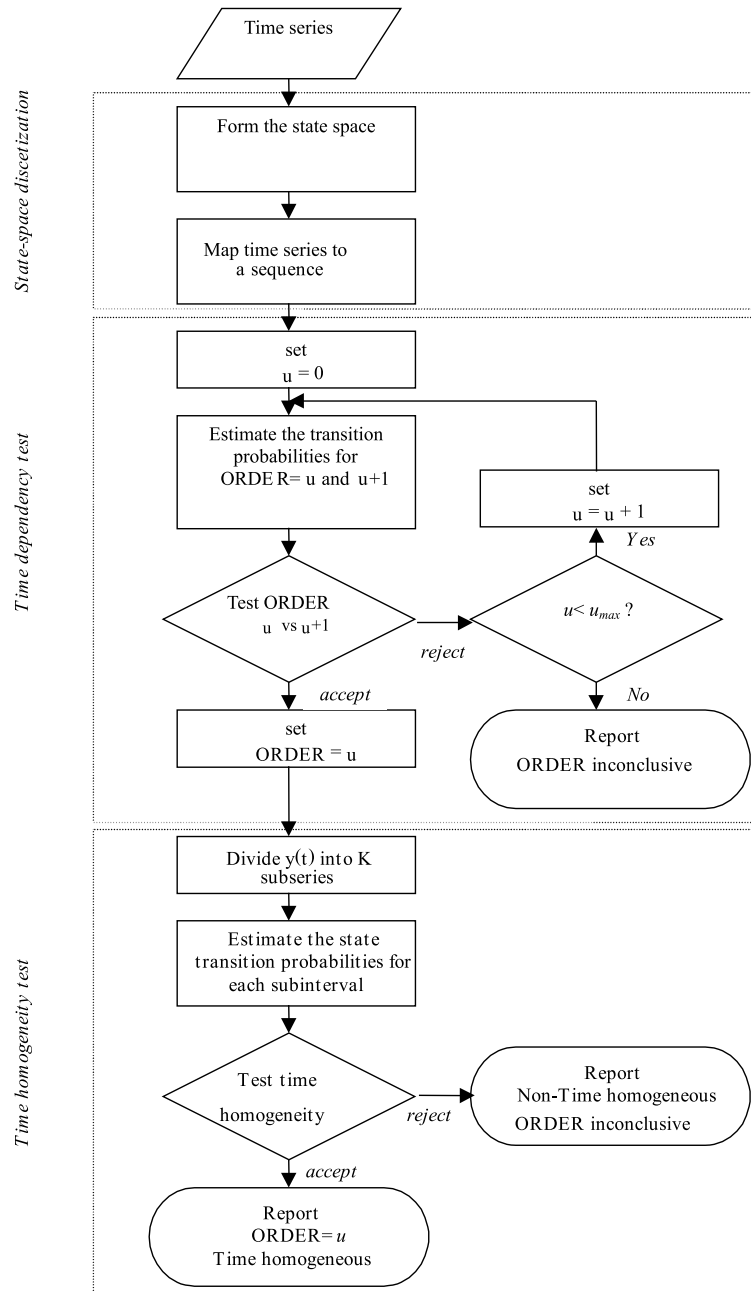 Time series
State-space discetization
Form the state space
Map time series to
a sequence
Time dependency test
set
u = 0
Estimate the transition
probabilities for
ORDER= u and u+1
set
u = u + 1
Yes
Test ORDER
u vs u+1
reject
u< umax ?
accept
No
set
ORDER = u
Report
ORDER inconclusive
Time homogeneity test
Divide y(t) into K
subseries
Estimate the state
transition probabilities for
each subinterval
Test time
homogeneity
reject
Report
Non-Time homogeneous
ORDER inconclusive
accept
Report
ORDER= u
Time homogeneous